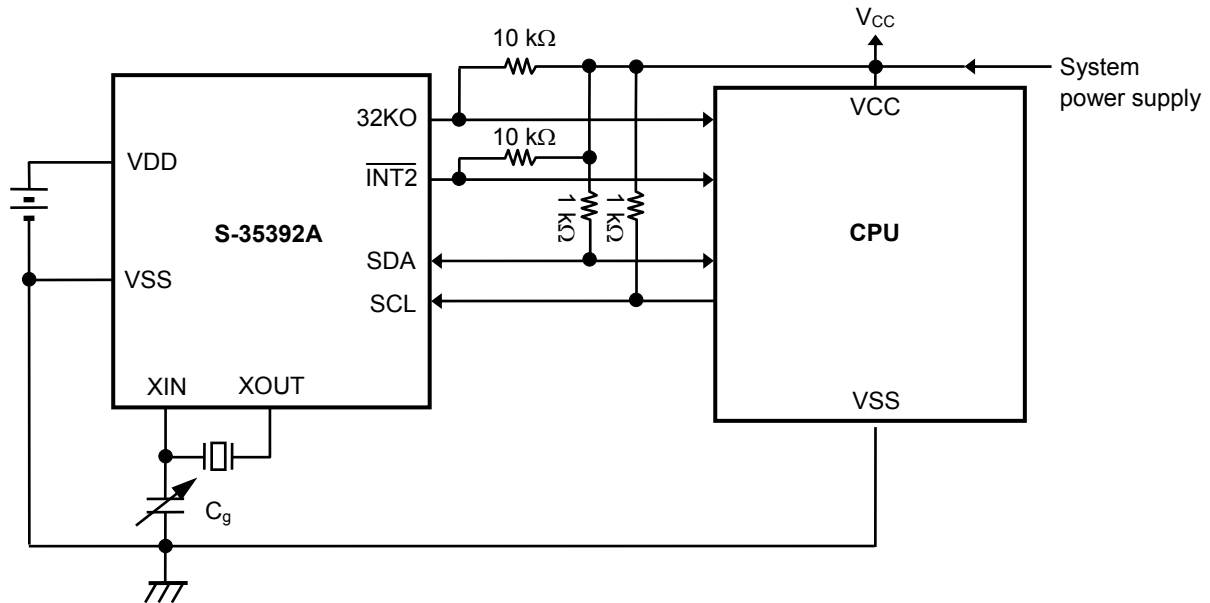 VCC
10 kΩ
System
power supply
VCC
32KO
10 kΩ
VDD
INT2
1 kΩ
1 kΩ
S-35392A
CPU
SDA
VSS
SCL
XIN
XOUT
VSS
Cg